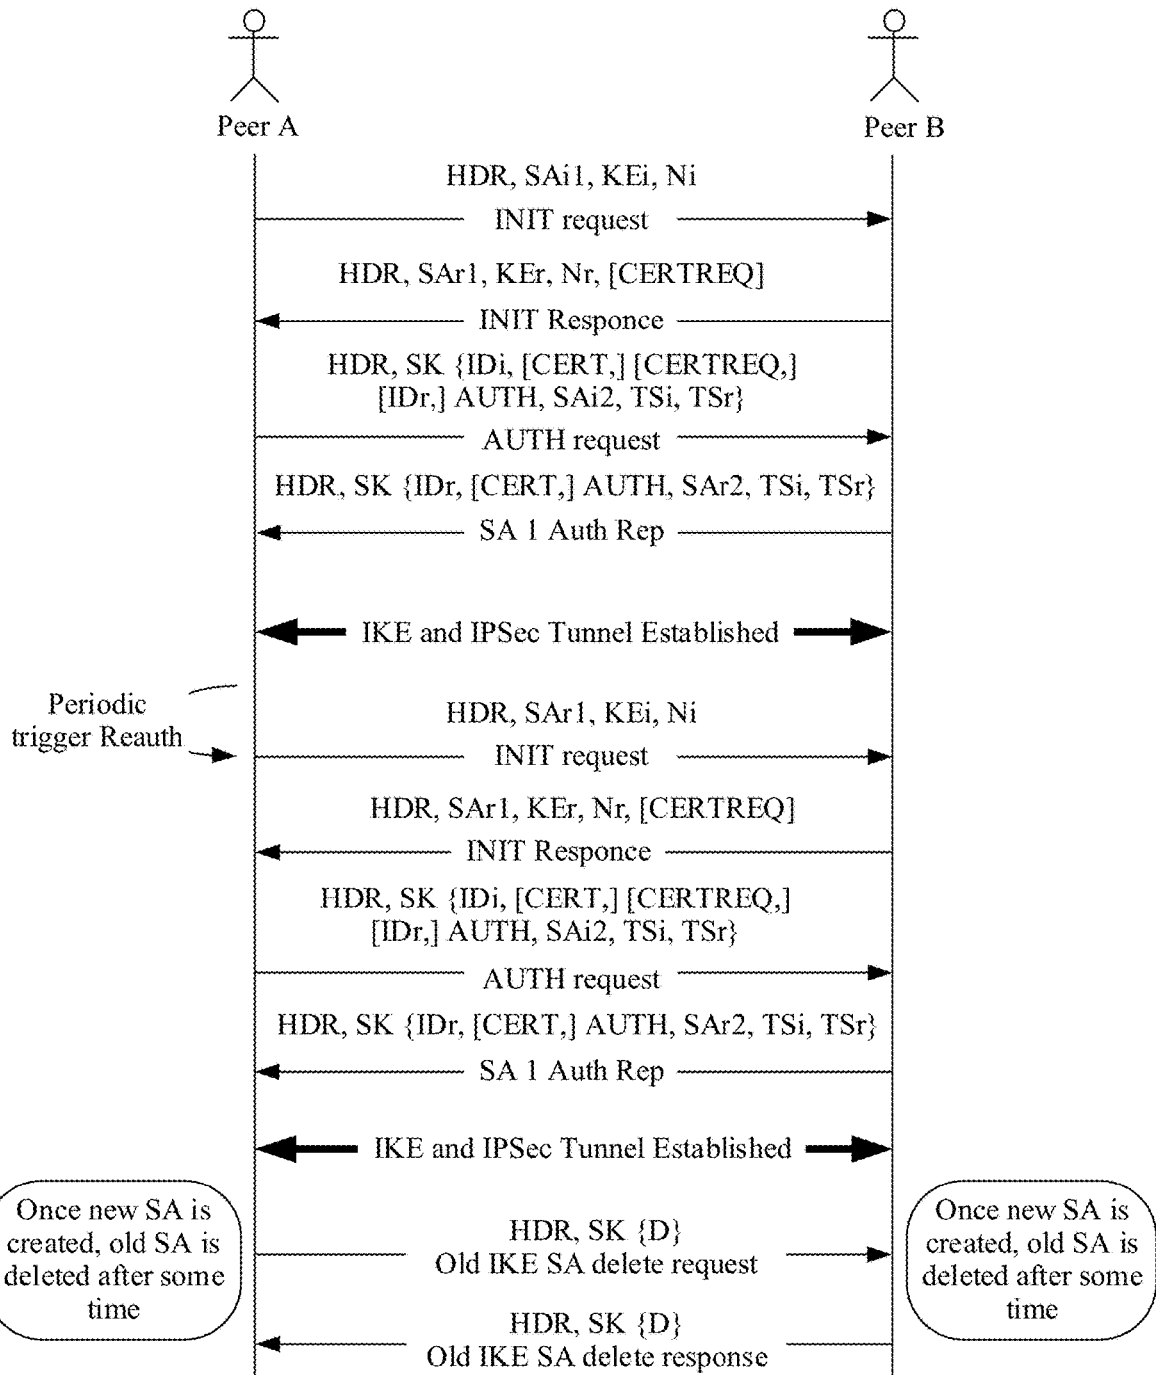 Peer A
Peer B
HDR, SAi1, KEi, Ni
INIT request
HDR, SAr1, KEr, Nr, [CERTREQ]
INIT Responce
HDR, SK {IDi, [CERT,] [CERTREQ,]
[IDr,] AUTH, SAi2, TSi, TSr}
AUTH request
HDR, SK {IDr, [CERT,] AUTH, SAr2, TSi, TSr}
SA 1 Auth Rep
IKE and IPSec Tunnel Established
Periodic
trigger Reauth
HDR, SAr1, KEi, Ni
INIT request
HDR, SAr1, KEr, Nr, [CERTREQ]
INIT Responce
HDR, SK {IDi, [CERT,] [CERTREQ,]
[IDr,] AUTH, SAi2, TSi, TSr}
AUTH request
HDR, SK {IDr, [CERT,] AUTH, SAr2, TSi, TSr}
SA 1 Auth Rep
IKE and IPSec Tunnel Established
Once new SA is
created, old SA is
deleted after some
time
HDR, SK {D}
Old IKE SA delete request
HDR, SK {D}
Old IKE SA delete response
Once new SA is
created, old SA is
deleted after some
time